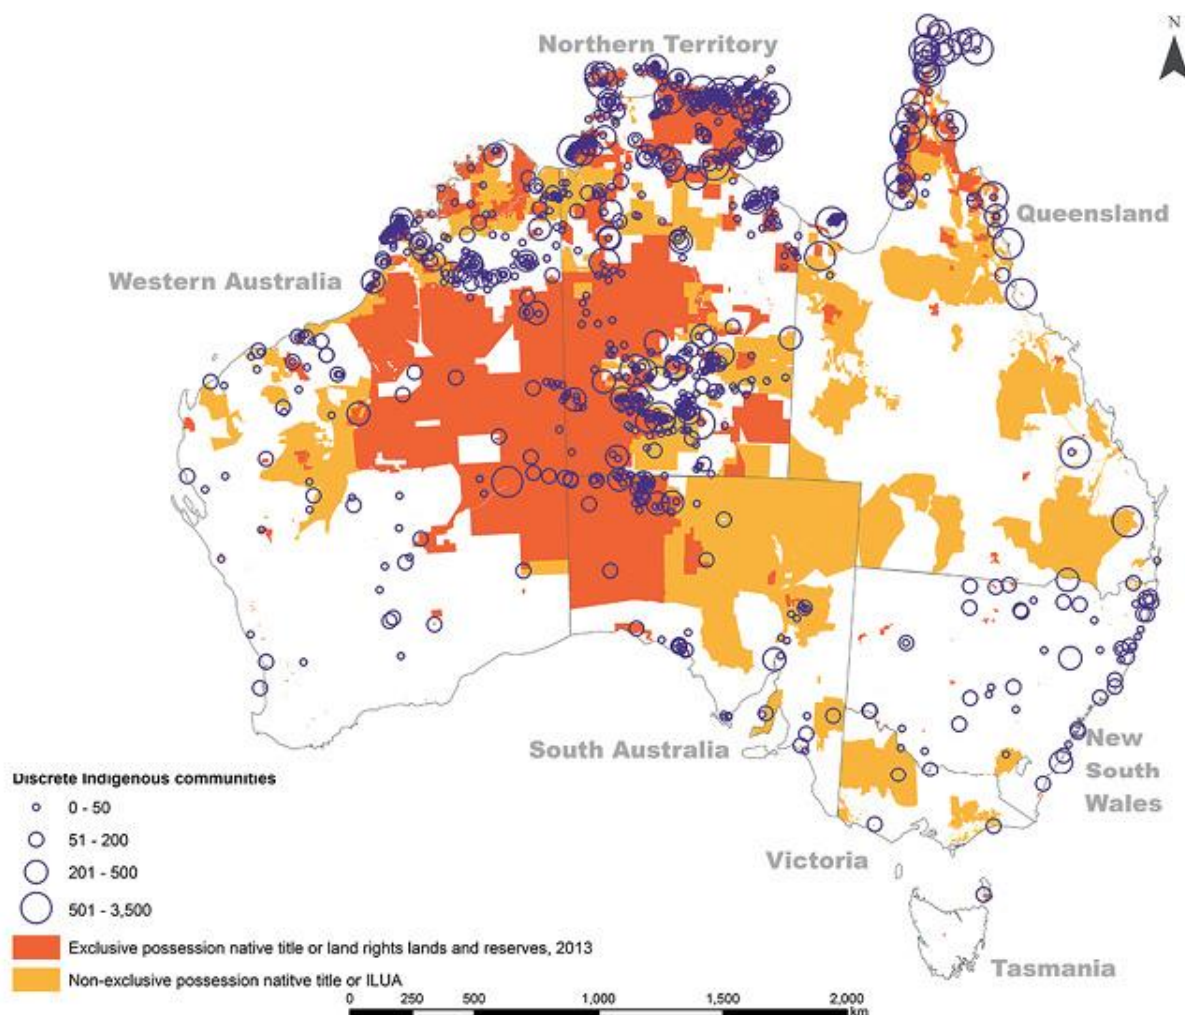 N
Northern Territory
Queensland
Western Australia
South Australia
New
South
Wales
Victoria
Tasmania
Discrete Indigenous communities
0 - 50
51 - 200
201 - 500
501 - 3,500
Exclusive possession native title or land rights lands and reserves, 2013
Non-exclusive possession natitve title or ILUA
0 250 500 1,000 1,500 2,000
km